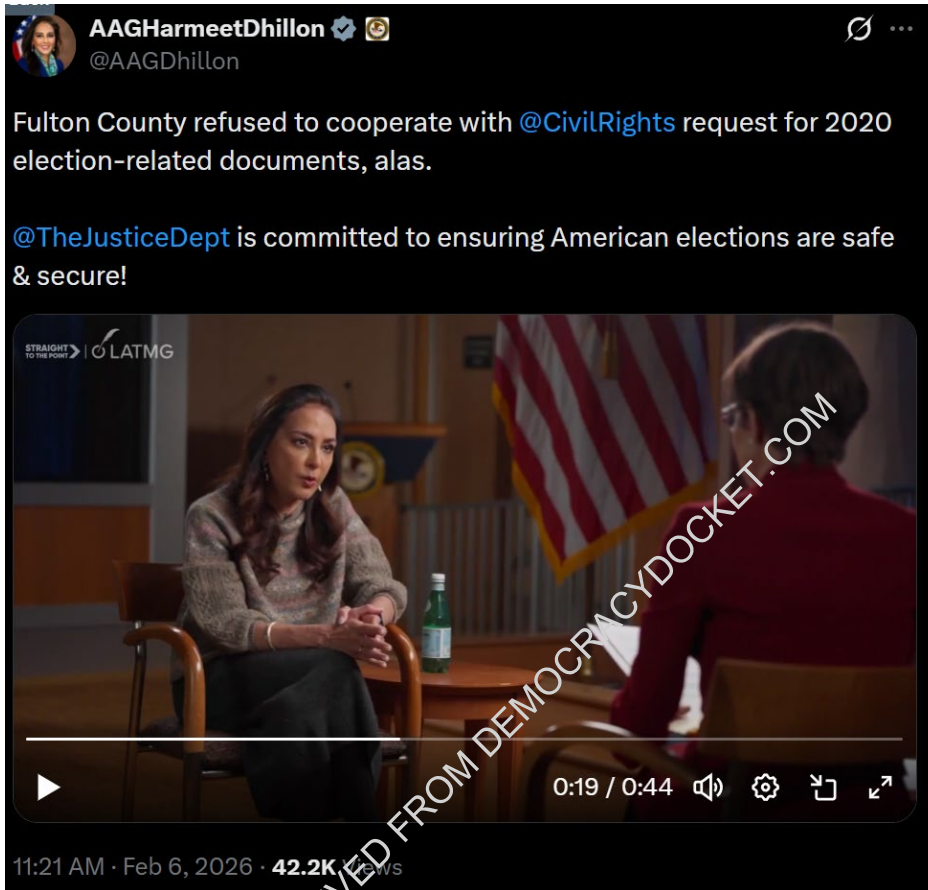 AAGHarmeetDhillon
@AAGDhillon
Fulton County refused to cooperate with @CivilRights request for 2020
election-related documents, alas.
@TheJusticeDept is committed to ensuring American elections are safe
& secure!
STRAIGHT
TO THE POINT
LATMG
VED FROM DEMOCRACYDOCKET.COM
0:19 / 0:44
11:21 AM · Feb 6, 2026 · 42.2K Views